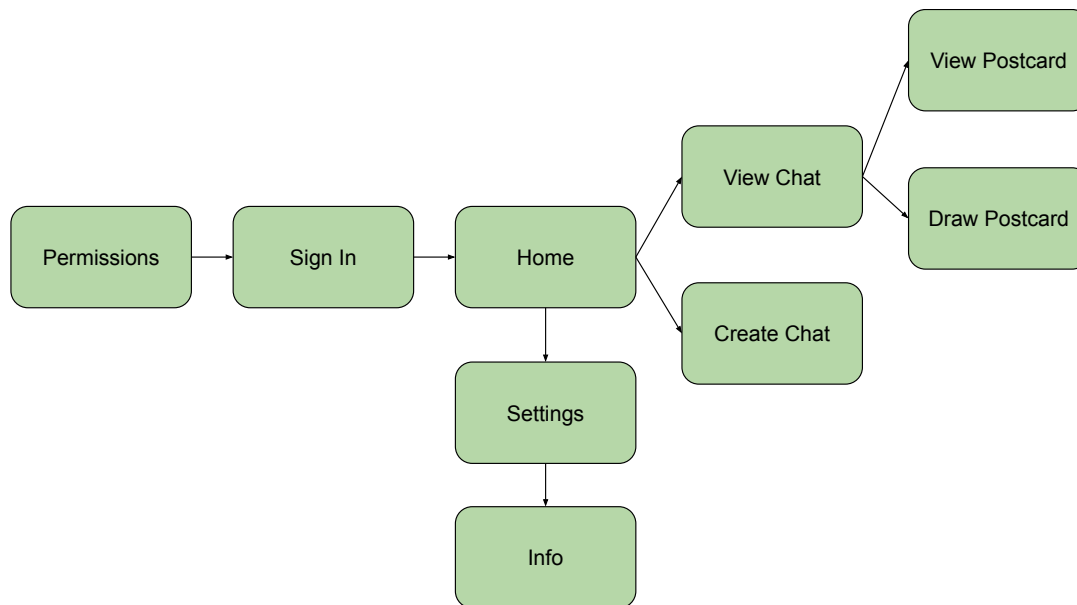 View Postcard
View Chat
Draw Postcard
Permissions
Sign In
Home
Create Chat
Settings
Info